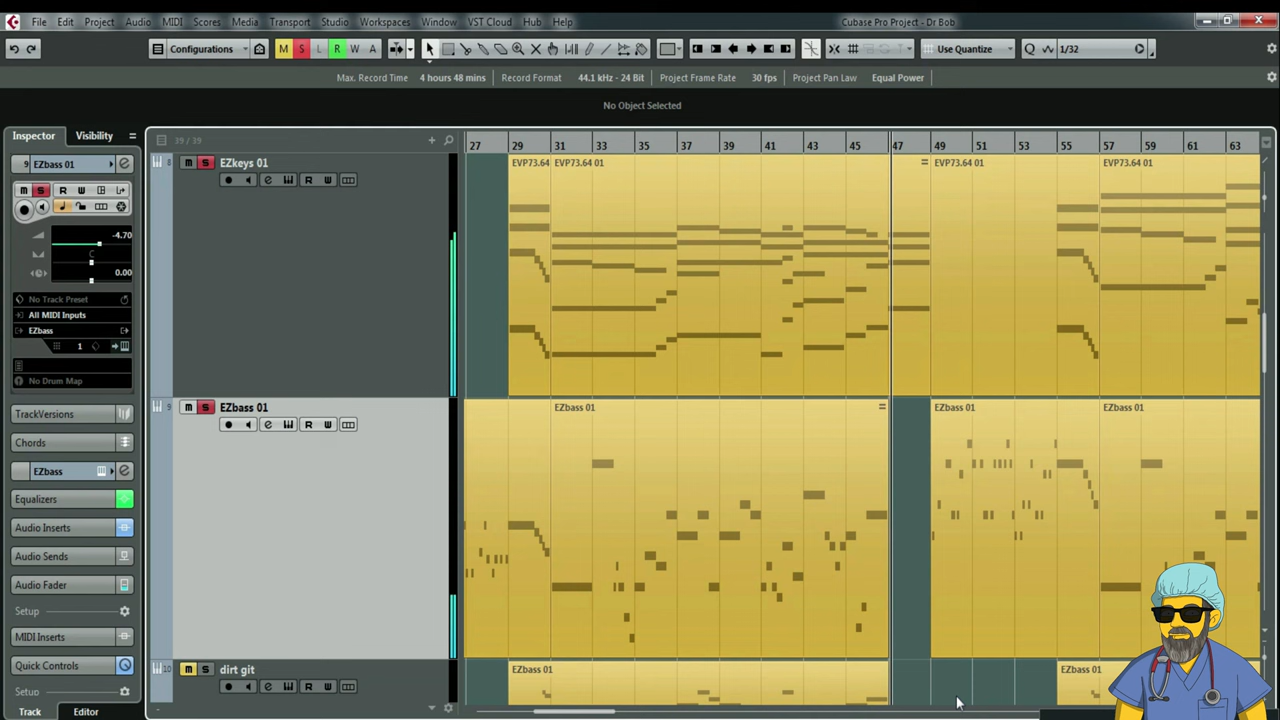 File Edit Project Audio MIDI Scores Media Transport Studio Workspaces Window VST Cloud Hub Help
Cubase Pro Project - Dr Bob
Configurations M S L R W A Use Quantize Q 1/32
Max. Record Time 4 hours 48 mins Record Format 44.1 kHz - 24 Bit Project Frame Rate 30 fps Project Pan Law Equal Power
No Object Selected
Inspector Visibility
39 / 39
27 29 31 33 35 37 39 41 43 45 47 49 51 53 55 57 59 61 63
9 EZbass 01 e
m S R W
-4.70
C
0.00
No Track Preset
All MIDI Inputs
EZbass
1
No Drum Map
TrackVersions
Chords
EZbass e
Equalizers
Audio Inserts
Audio Sends
Audio Fader
Setup
MIDI Inserts
Quick Controls
Setup
Track Editor
8 m S EZkeys 01
e R W
EVP73.64 EVP73.64 01 EVP73.64 01 EVP73.64 01
9 m S EZbass 01
e R W
EZbass 01 EZbass 01 EZbass 01
10 m S dirt git
e R W
EZbass 01 EZbass 01